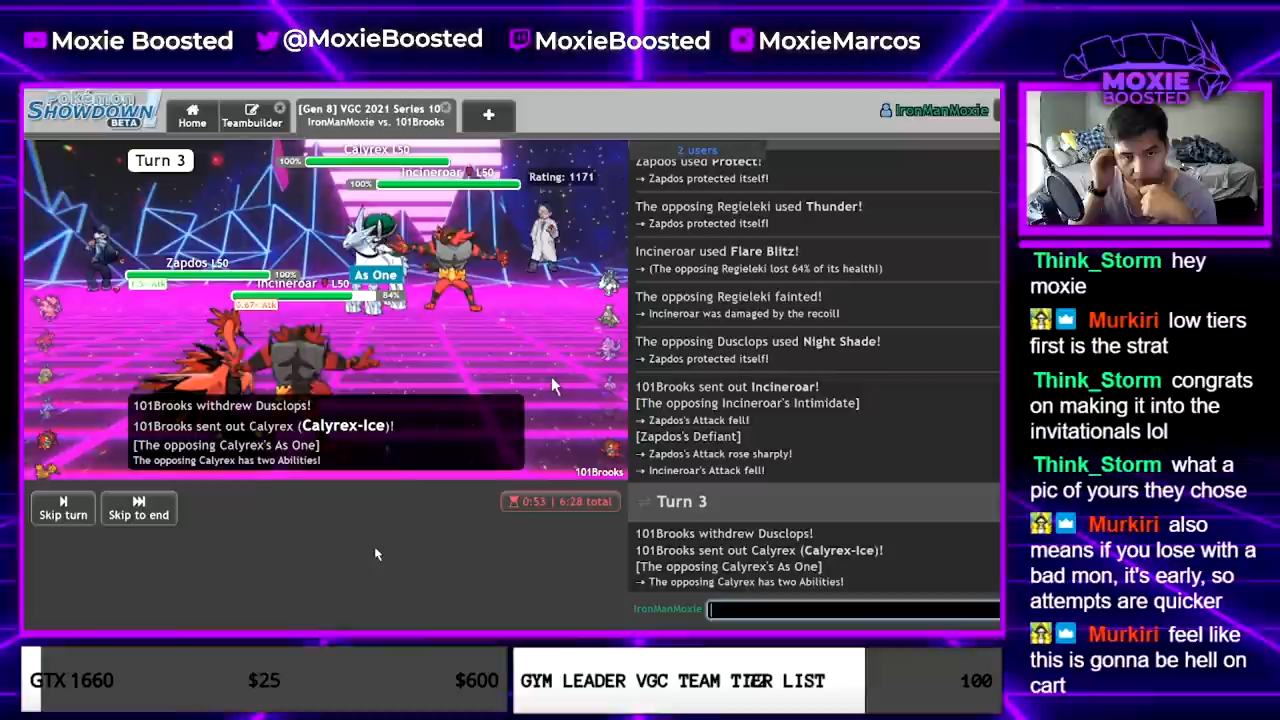 Moxie Boosted
@MoxieBoosted
MoxieBoosted
MoxieMarcos
MOXIE
BOOSTED
pokémon
SHOWDOWN
BETA
Home
Teambuilder
[Gen 8] VGC 2021 Series 10
IronManMoxie vs. 101Brooks
IronManMoxie
Turn 3
Calyrex L50
100%
Incineroar L50
100%
Rating: 1171
Zapdos L50
100%
As One
Incineroar L50
84%
0.67× Atk
101Brooks withdrew Dusclops!
101Brooks sent out Calyrex (Calyrex-Ice)!
[The opposing Calyrex's As One]
The opposing Calyrex has two Abilities!
101Brooks
Skip turn
Skip to end
0:53 | 6:28 total
2 users
Zapdos used Protect!
→ Zapdos protected itself!
The opposing Regieleki used Thunder!
→ Zapdos protected itself!
Incineroar used Flare Blitz!
→ (The opposing Regieleki lost 64% of its health!)
The opposing Regieleki fainted!
→ Incineroar was damaged by the recoil!
The opposing Dusclops used Night Shade!
→ Zapdos protected itself!
101Brooks sent out Incineroar!
[The opposing Incineroar's Intimidate]
→ Zapdos's Attack fell!
[Zapdos's Defiant]
→ Zapdos's Attack rose sharply!
→ Incineroar's Attack fell!
Turn 3
101Brooks withdrew Dusclops!
101Brooks sent out Calyrex (Calyrex-Ice)!
[The opposing Calyrex's As One]
→ The opposing Calyrex has two Abilities!
IronManMoxie
Think_Storm hey
moxie
Murkiri low tiers
first is the strat
Think_Storm congrats
on making it into the
invitationals lol
Think_Storm what a
pic of yours they chose
Murkiri also
means if you lose with a
bad mon, it's early, so
attempts are quicker
Murkiri feel like
this is gonna be hell on
cart
GTX 1660 $25 $600
GYM LEADER VGC TEAM TIER LIST 100